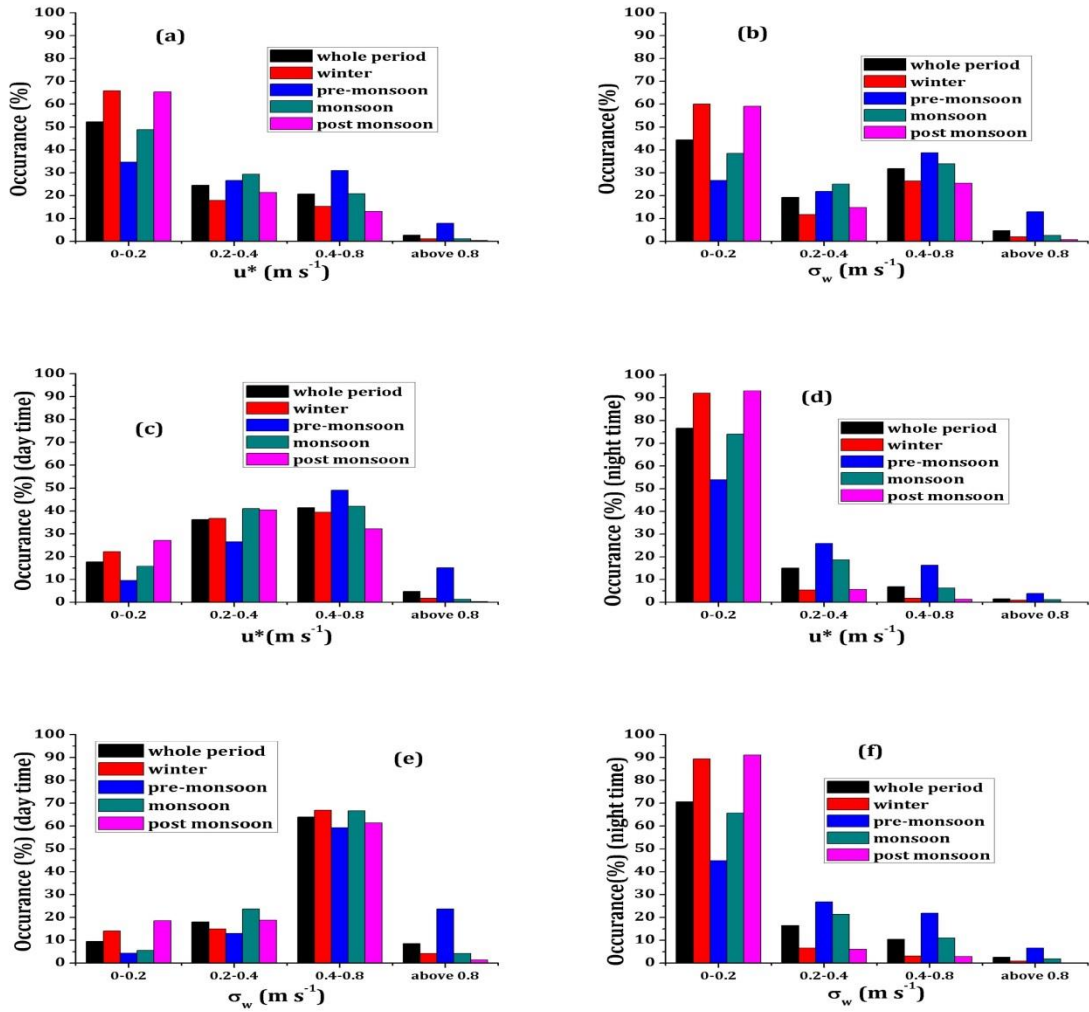 100
90
80
70
60
50
40
30
20
10
0
Occurance (%)
(a)
whole period
winter
pre-monsoon
monsoon
post monsoon
0-0.2
0.2-0.4
0.4-0.8
above 0.8
u* (m s⁻¹)
100
90
80
70
60
50
40
30
20
10
0
Occurance(%)
(b)
whole period
winter
pre-monsoon
monsoon
post monsoon
0-0.2
0.2-0.4
0.4-0.8
above 0.8
σw (m s⁻¹)
100
90
80
70
60
50
40
30
20
10
0
Occurance (%) (day time)
(c)
whole period
winter
pre-monsoon
monsoon
post monsoon
0-0.2
0.2-0.4
0.4-0.8
above 0.8
u*(m s⁻¹)
100
90
80
70
60
50
40
30
20
10
0
Occurance (%) (night time)
(d)
whole period
winter
pre-monsoon
monsoon
post monsoon
0-0.2
0.2-0.4
0.4-0.8
above 0.8
u* (m s⁻¹)
100
90
80
70
60
50
40
30
20
10
0
Occurance (%) (day time)
whole period
winter
pre-monsoon
monsoon
post monsoon
(e)
0-0.2
0.2-0.4
0.4-0.8
above 0.8
σw (m s⁻¹)
100
90
80
70
60
50
40
30
20
10
0
Occurance(%) (night time)
(f)
whole period
winter
pre-monsoon
monsoon
post monsoon
0-0.2
0.2-0.4
0.4-0.8
above 0.8
σw (m s⁻¹)